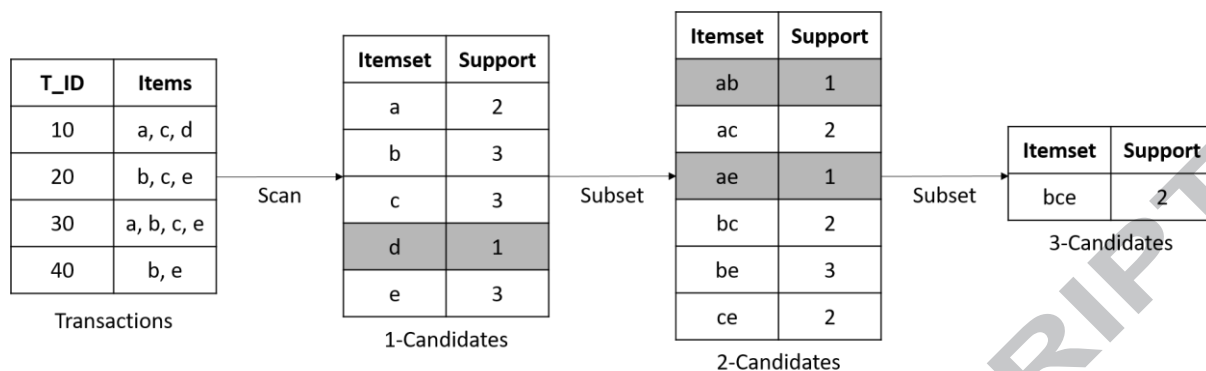 T_ID Items
10 a, c, d
20 b, c, e
30 a, b, c, e
40 b, e
Transactions
Scan
Itemset Support
a 2
b 3
c 3
d 1
e 3
1-Candidates
Subset
Itemset Support
ab 1
ac 2
ae 1
bc 2
be 3
ce 2
2-Candidates
Subset
Itemset Support
bce 2
3-Candidates
RIPT